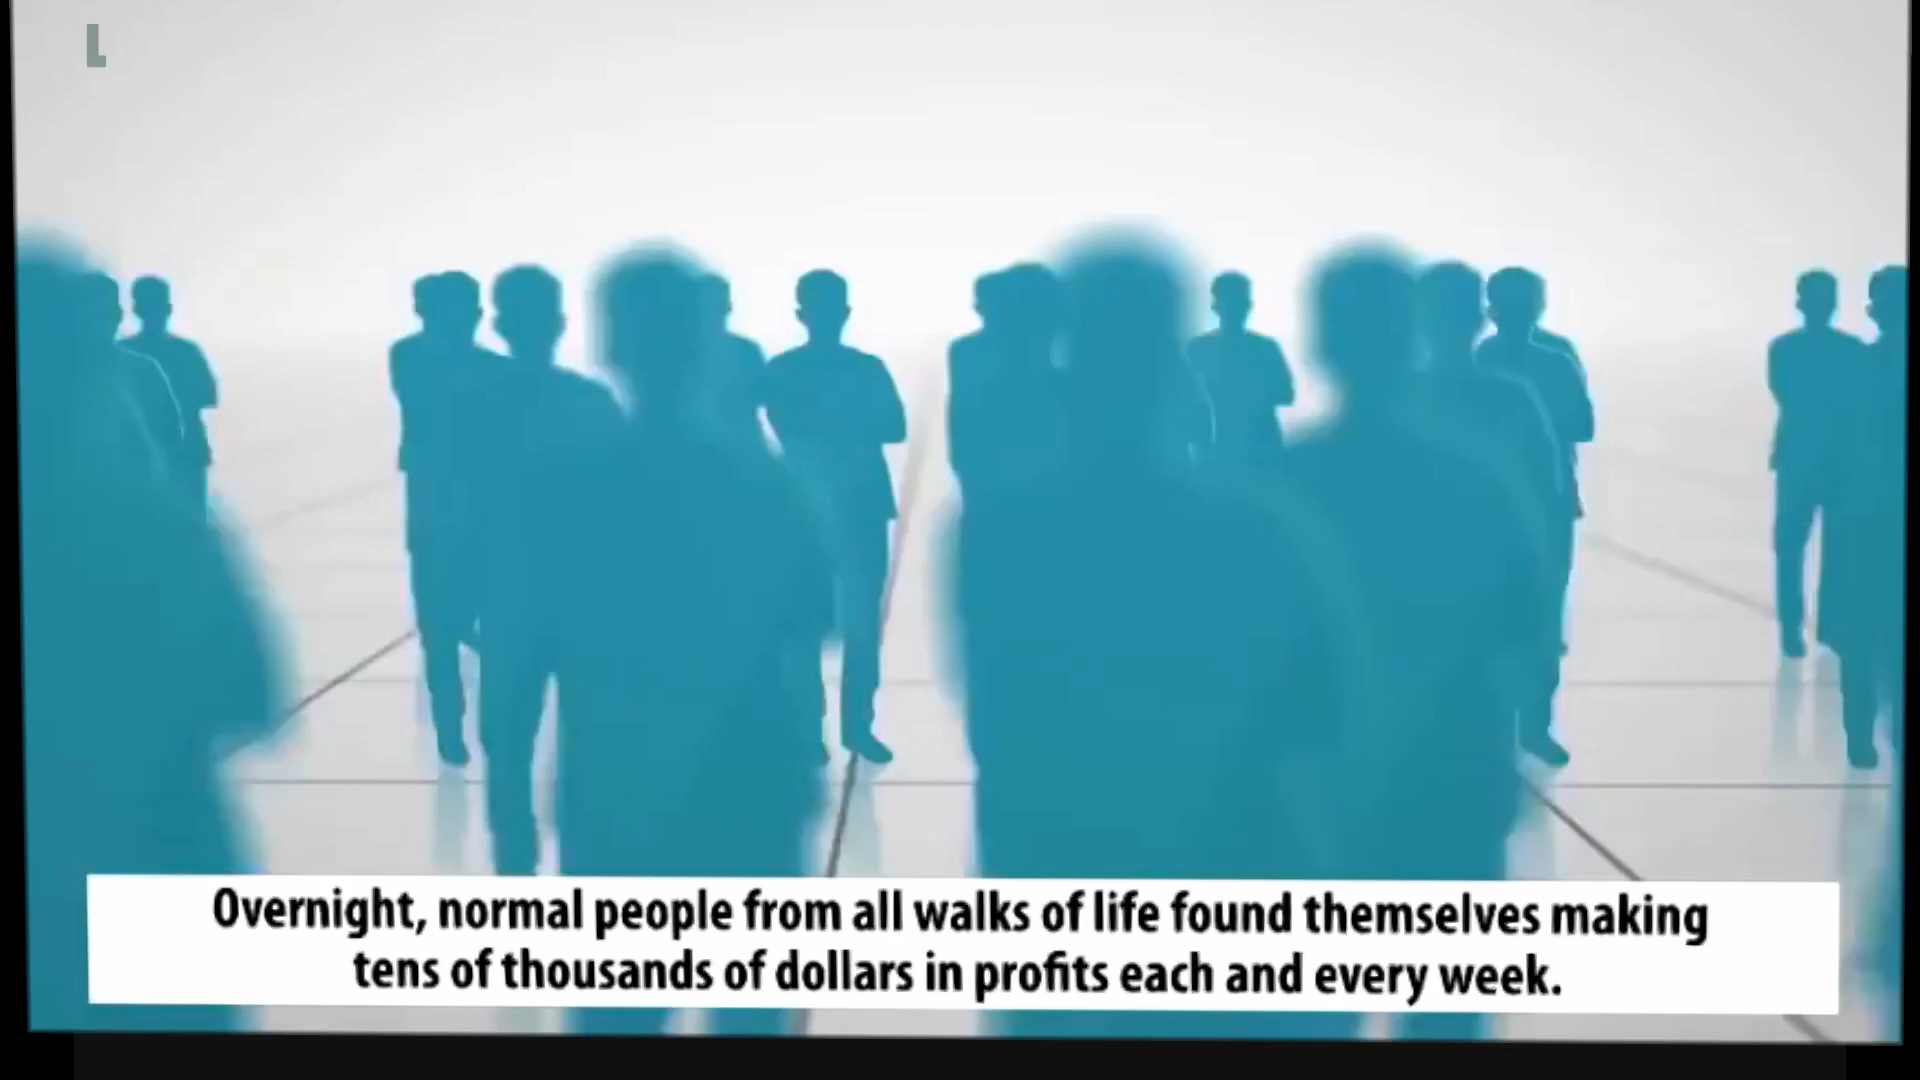 L
Overnight, normal people from all walks of life found themselves making
tens of thousands of dollars in profits each and every week.